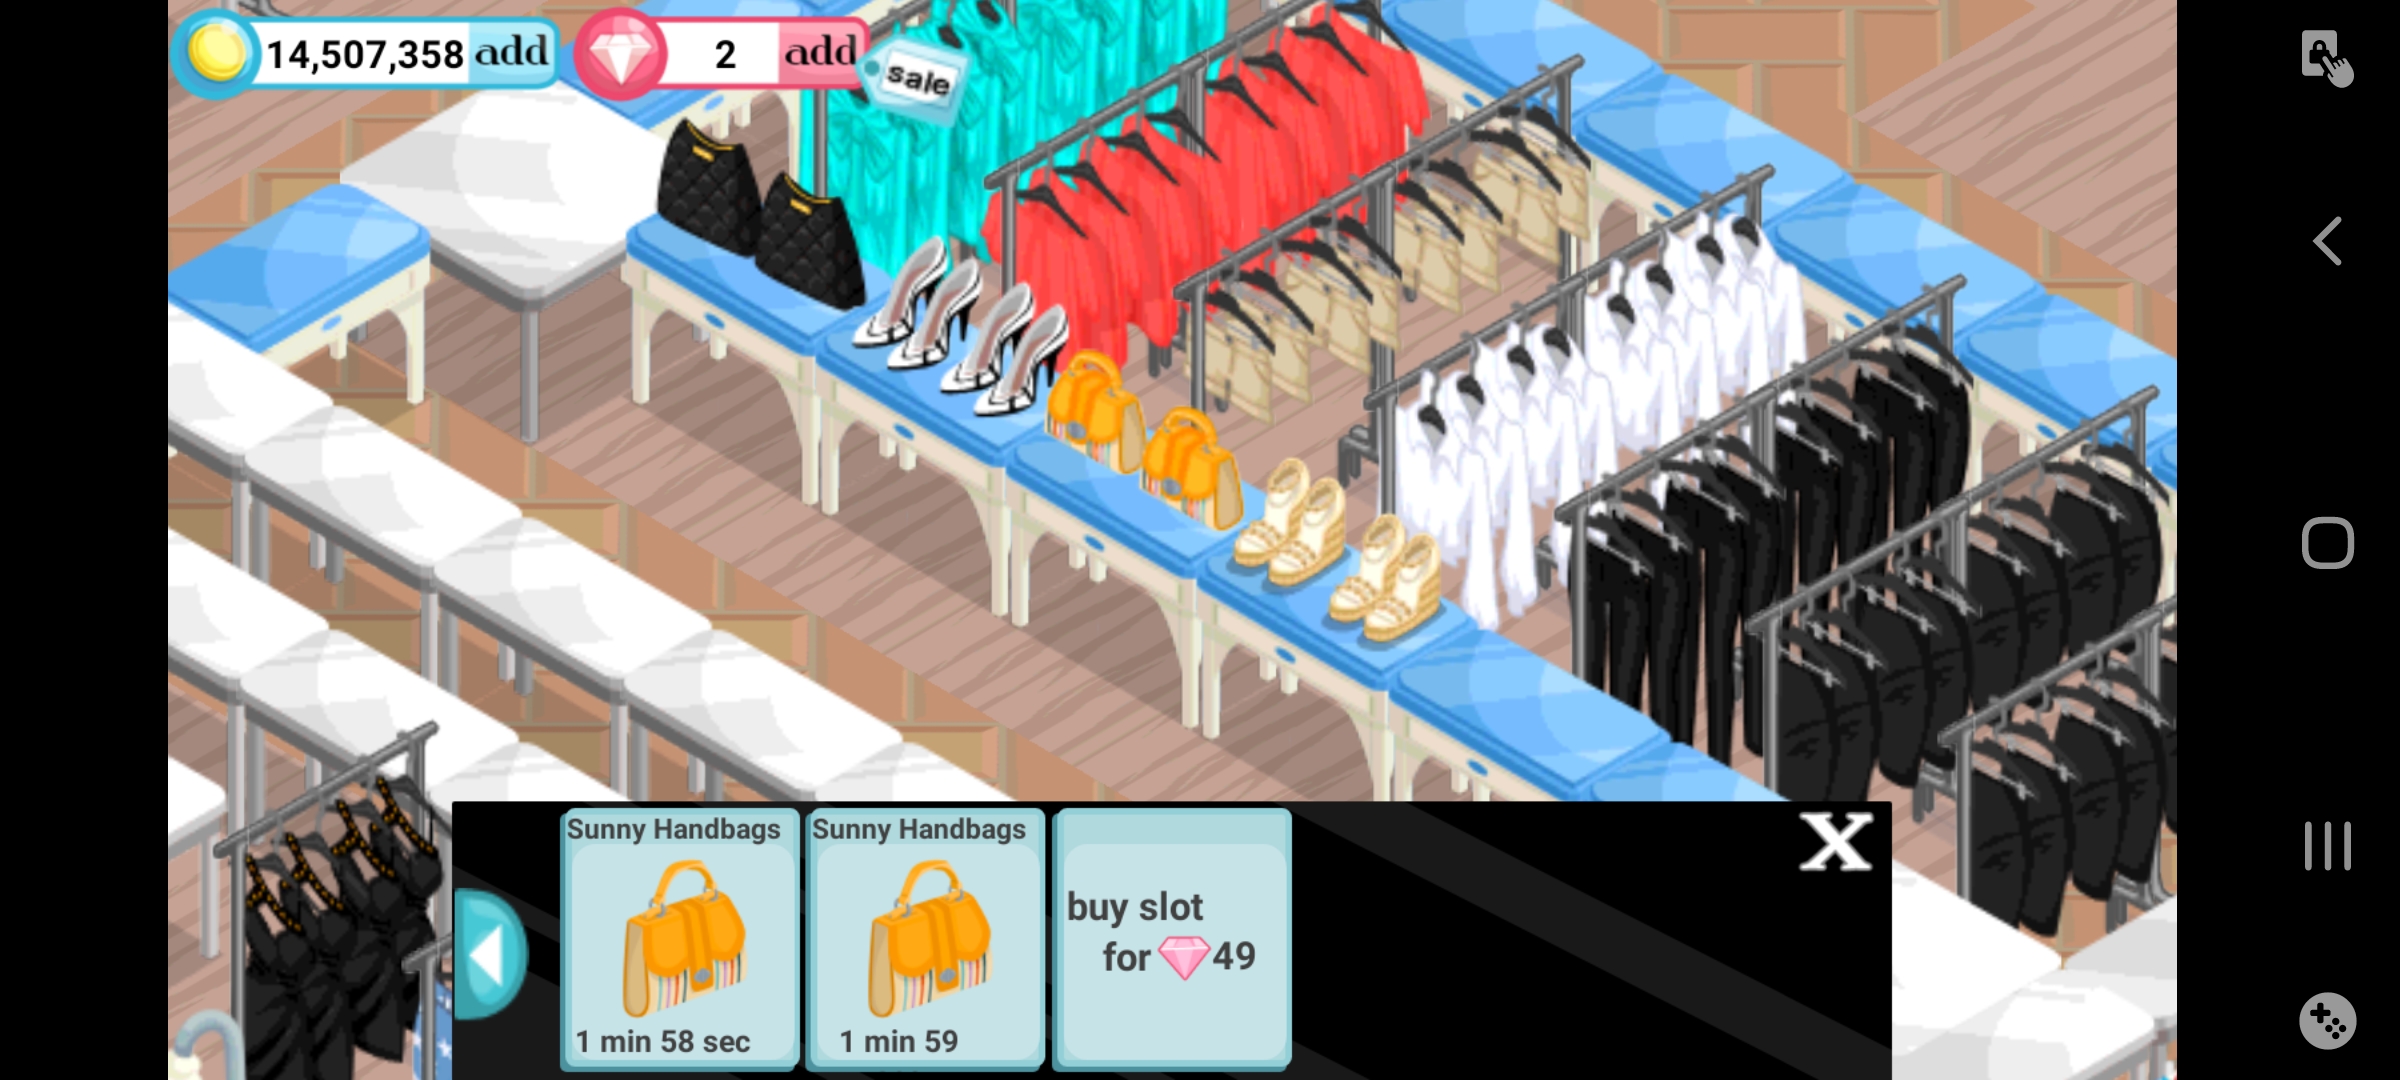 14,507,358 add
2 add
sale
Sunny Handbags
1 min 58 sec
Sunny Handbags
1 min 59
buy slot
for 49
X